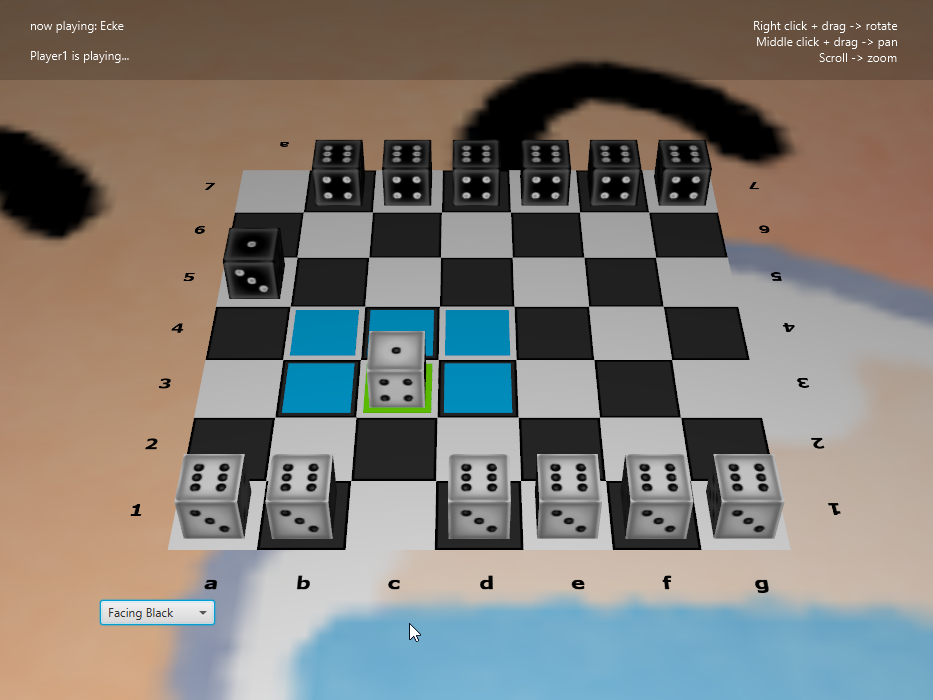 now playing: Ecke
Player1 is playing...
Right click + drag -> rotate
Middle click + drag -> pan
Scroll -> zoom
a
7 7
6 6
5 5
4 4
3 3
2 2
1 1
a b c d e f g
Facing Black